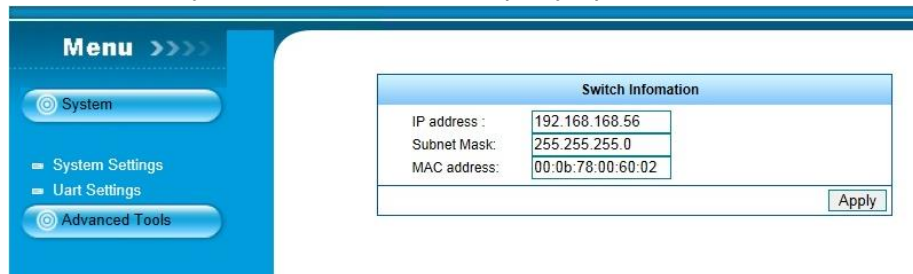 Menu >>>>
System
System Settings
Uart Settings
Advanced Tools
Switch Infomation
IP address : 192.168.168.56
Subnet Mask: 255.255.255.0
MAC address: 00:0b:78:00:60:02
Apply